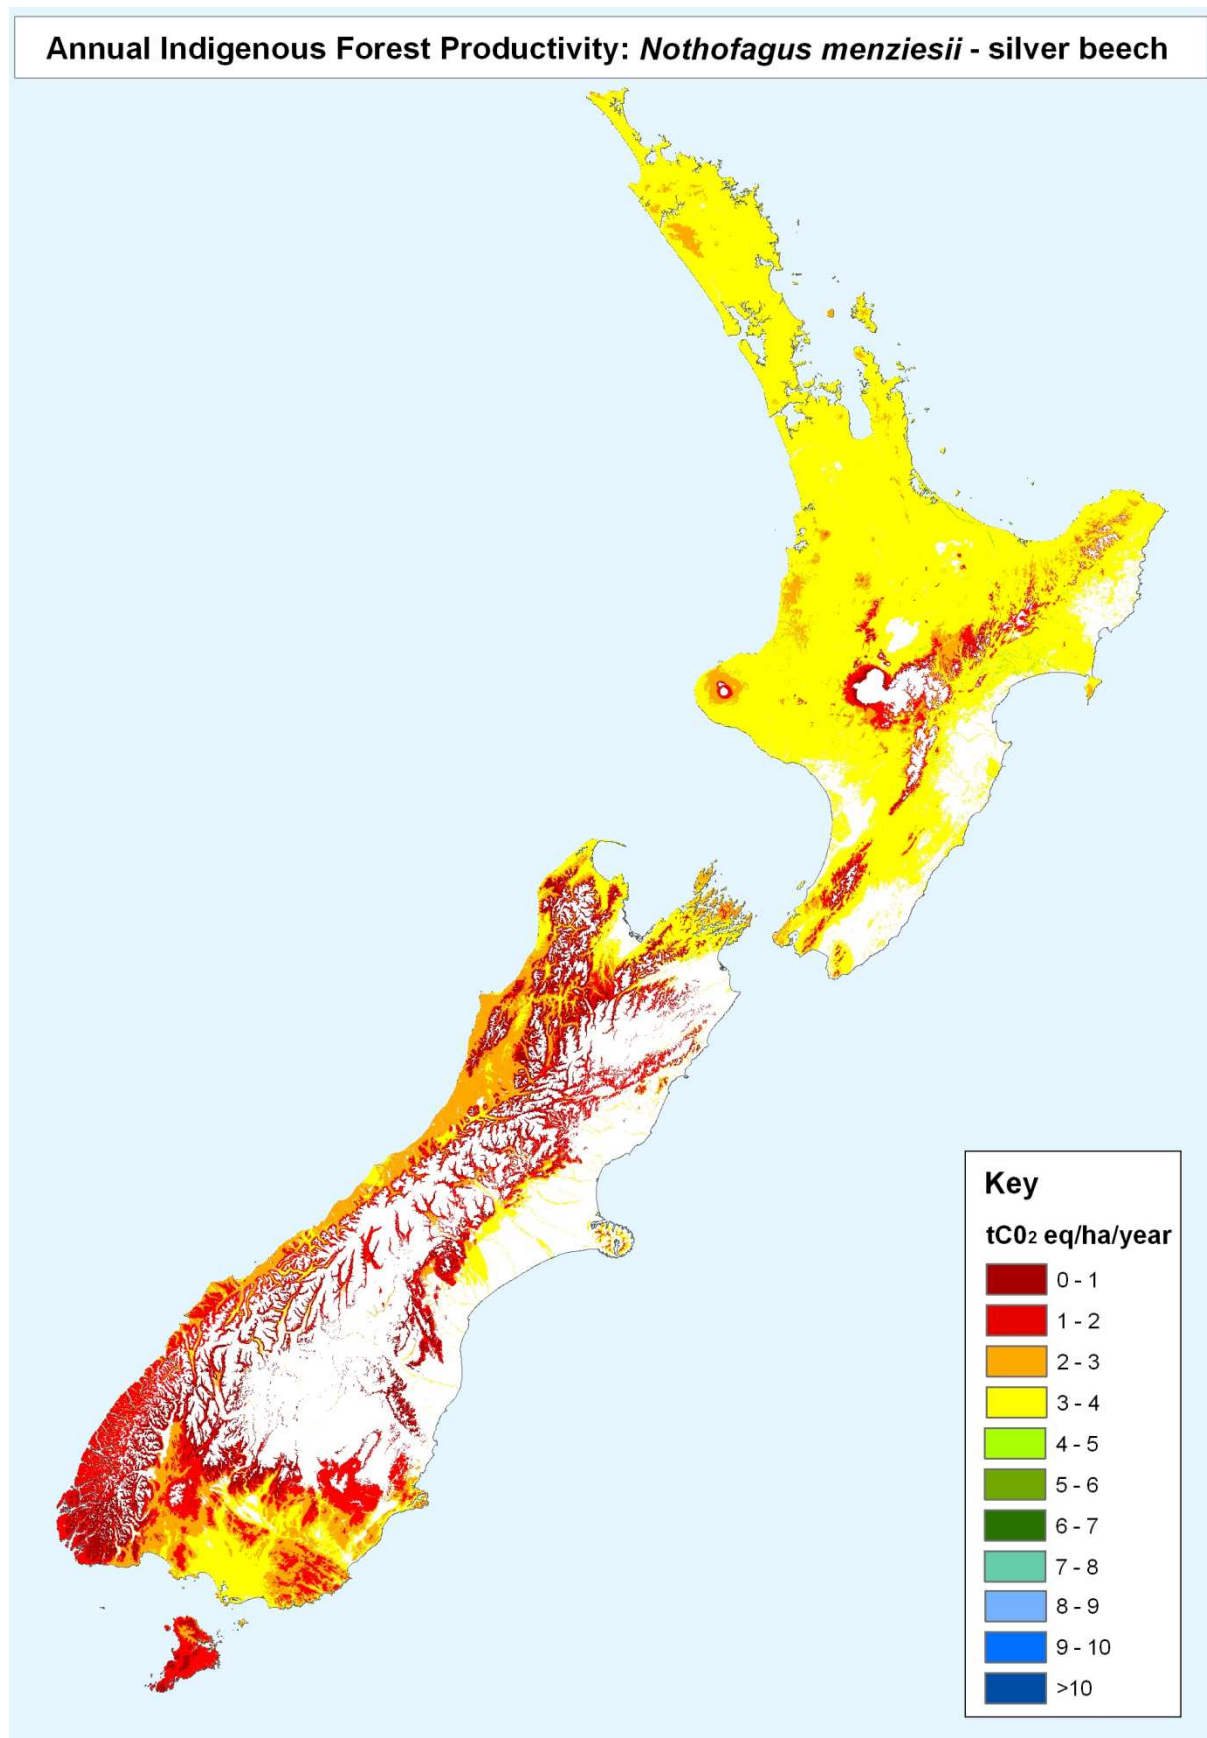 Annual Indigenous Forest Productivity: Nothofagus menziesii - silver beech
Key
tC0₂ eq/ha/year
0 - 1
1 - 2
2 - 3
3 - 4
4 - 5
5 - 6
6 - 7
7 - 8
8 - 9
9 - 10
>10